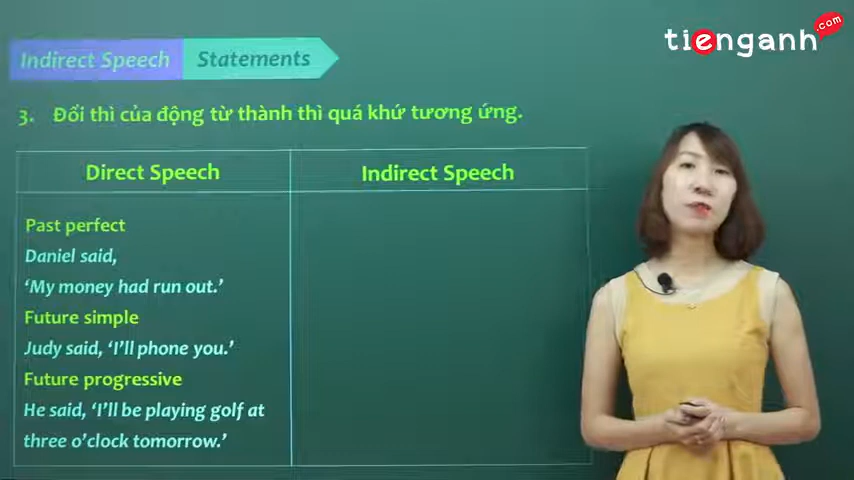 tienganh.com
Indirect Speech Statements
3. Đổi thì của động từ thành thì quá khứ tương ứng.
Direct Speech Indirect Speech
Past perfect
Daniel said,
‘My money had run out.’
Future simple
Judy said, ‘I’ll phone you.’
Future progressive
He said, ‘I’ll be playing golf at
three o’clock tomorrow.’